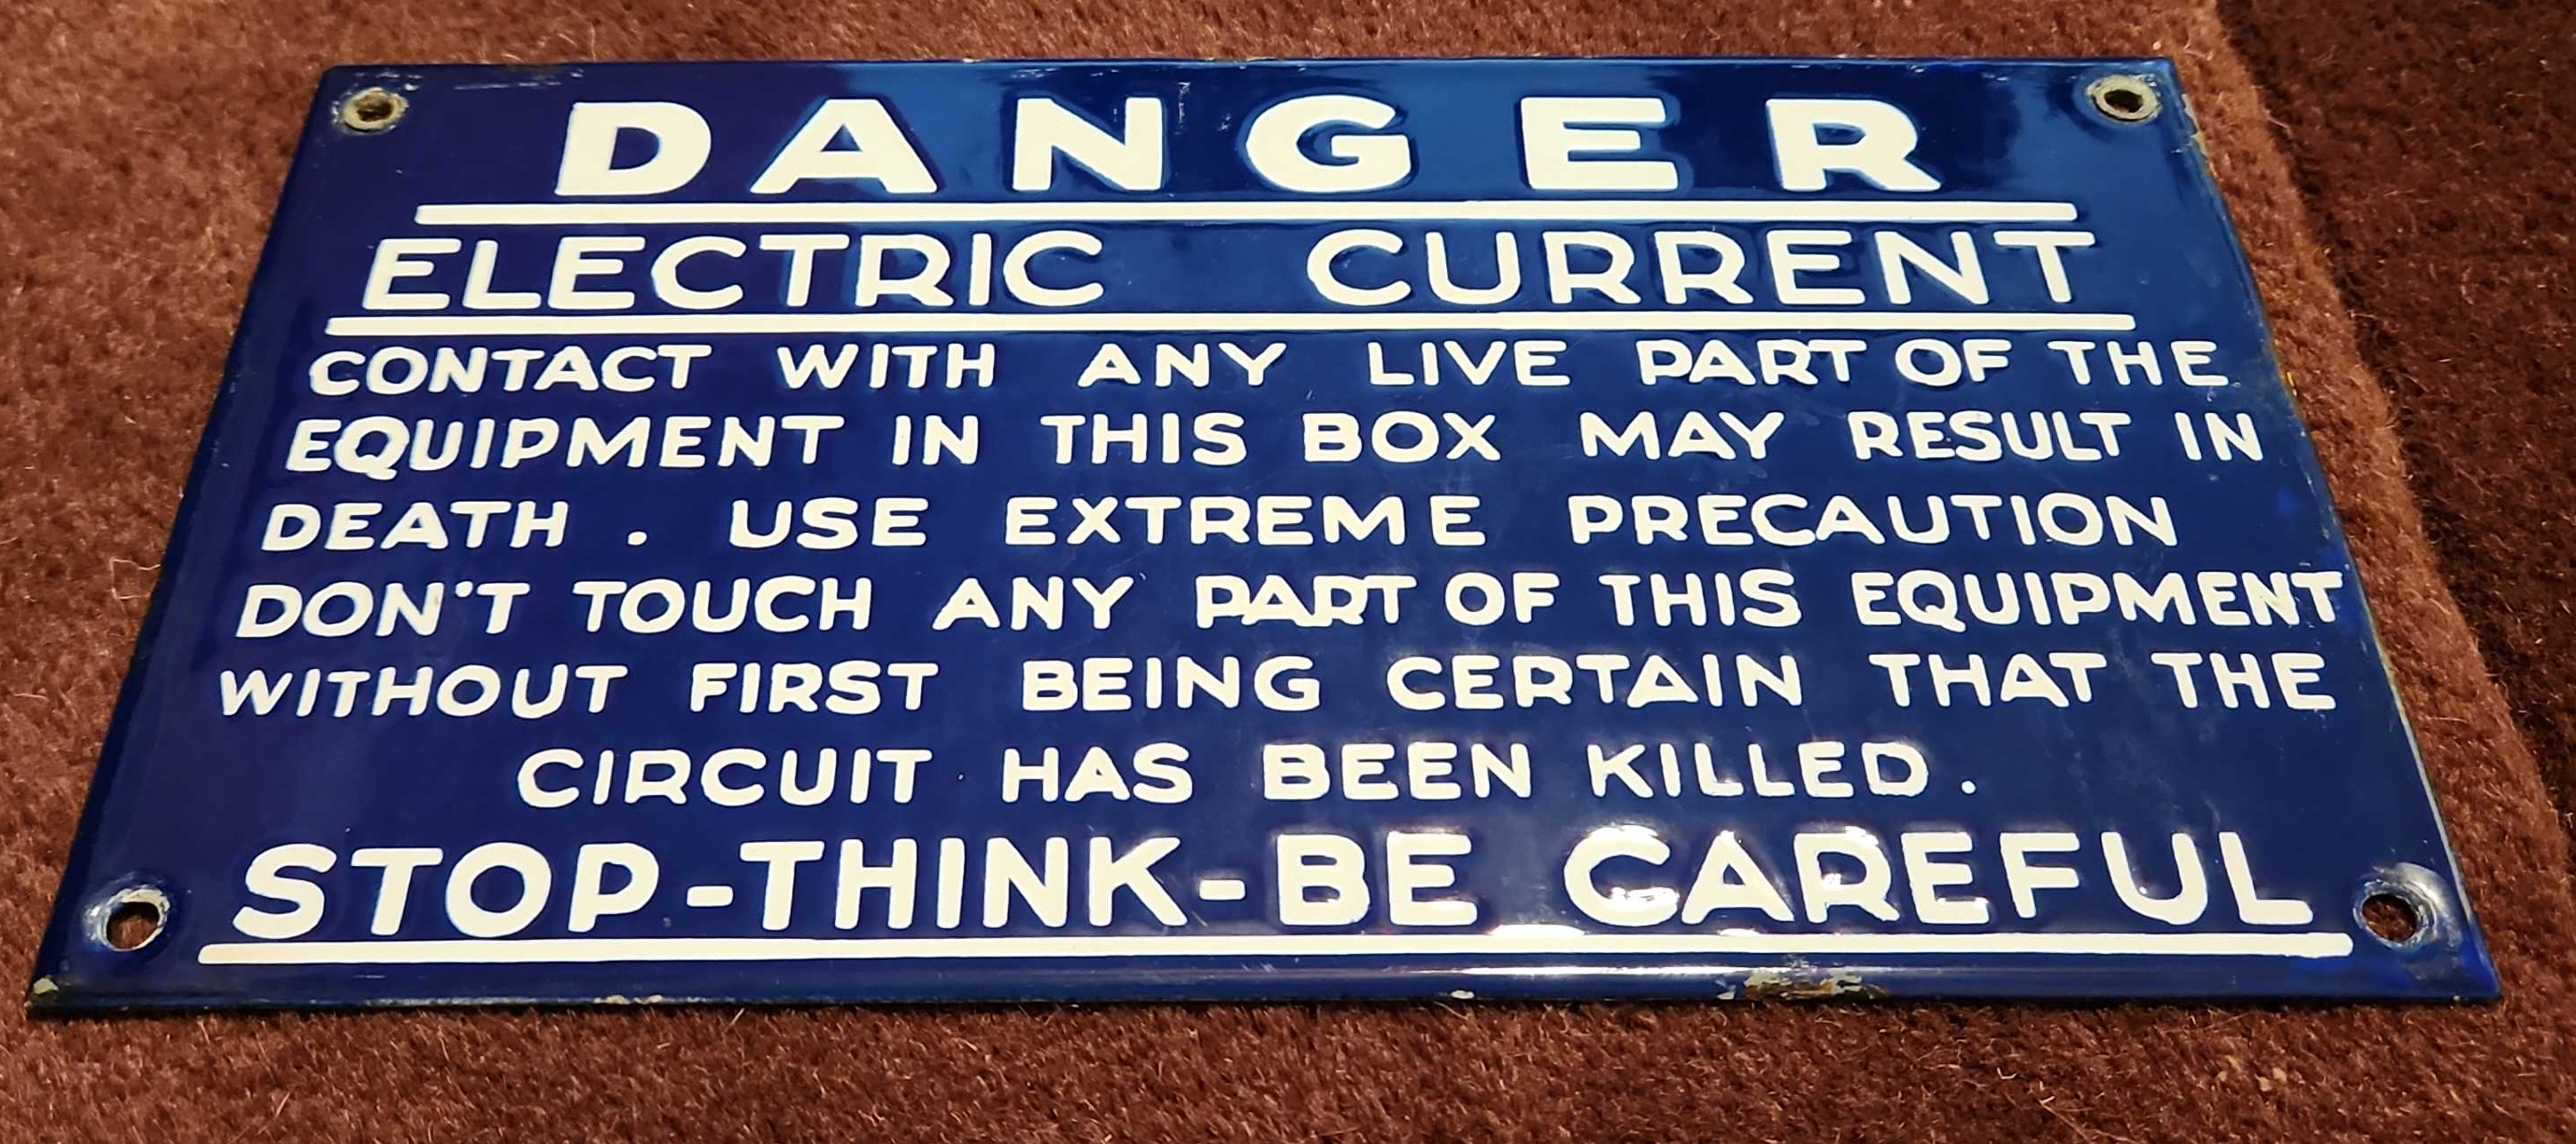 DANGER
ELECTRIC CURRENT
CONTACT WITH ANY LIVE PART OF THE
EQUIPMENT IN THIS BOX MAY RESULT IN
DEATH . USE EXTREME PRECAUTION
DON'T TOUCH ANY PART OF THIS EQUIPMENT
WITHOUT FIRST BEING CERTAIN THAT THE
CIRCUIT HAS BEEN KILLED .
STOP-THINK-BE CAREFUL